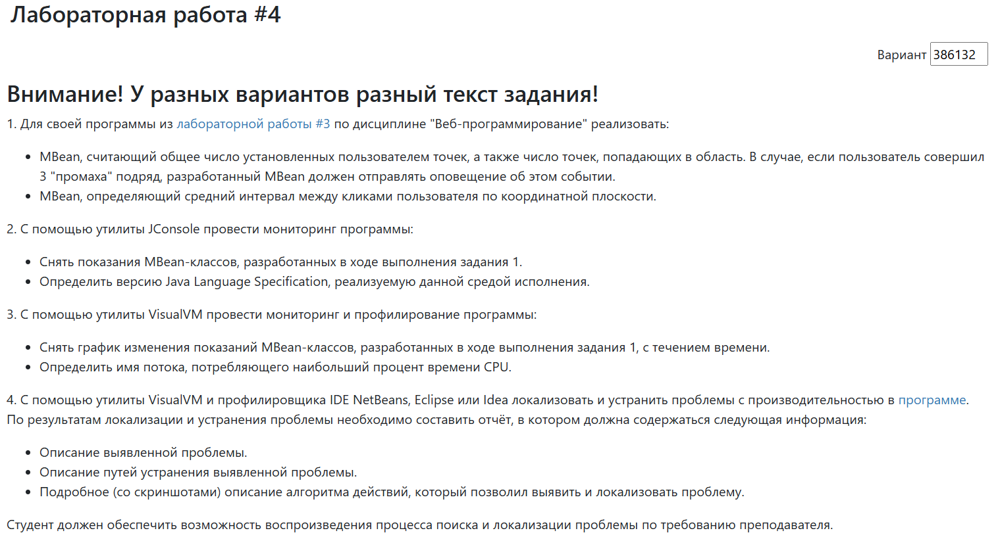 Лабораторная работа #4
Вариант 386132
Внимание! У разных вариантов разный текст задания!
1. Для своей программы из лабораторной работы #3 по дисциплине "Веб-программирование" реализовать:
• MBean, считающий общее число установленных пользователем точек, а также число точек, попадающих в область. В случае, если пользователь совершил
3 "промаха" подряд, разработанный MBean должен отправлять оповещение об этом событии.
• MBean, определяющий средний интервал между кликами пользователя по координатной плоскости.
2. С помощью утилиты JConsole провести мониторинг программы:
• Снять показания MBean-классов, разработанных в ходе выполнения задания 1.
• Определить версию Java Language Specification, реализуемую данной средой исполнения.
3. С помощью утилиты VisualVM провести мониторинг и профилирование программы:
• Снять график изменения показаний MBean-классов, разработанных в ходе выполнения задания 1, с течением времени.
• Определить имя потока, потребляющего наибольший процент времени CPU.
4. С помощью утилиты VisualVM и профилировщика IDE NetBeans, Eclipse или Idea локализовать и устранить проблемы с производительностью в программе.
По результатам локализации и устранения проблемы необходимо составить отчёт, в котором должна содержаться следующая информация:
• Описание выявленной проблемы.
• Описание путей устранения выявленной проблемы.
• Подробное (со скриншотами) описание алгоритма действий, который позволил выявить и локализовать проблему.
Студент должен обеспечить возможность воспроизведения процесса поиска и локализации проблемы по требованию преподавателя.